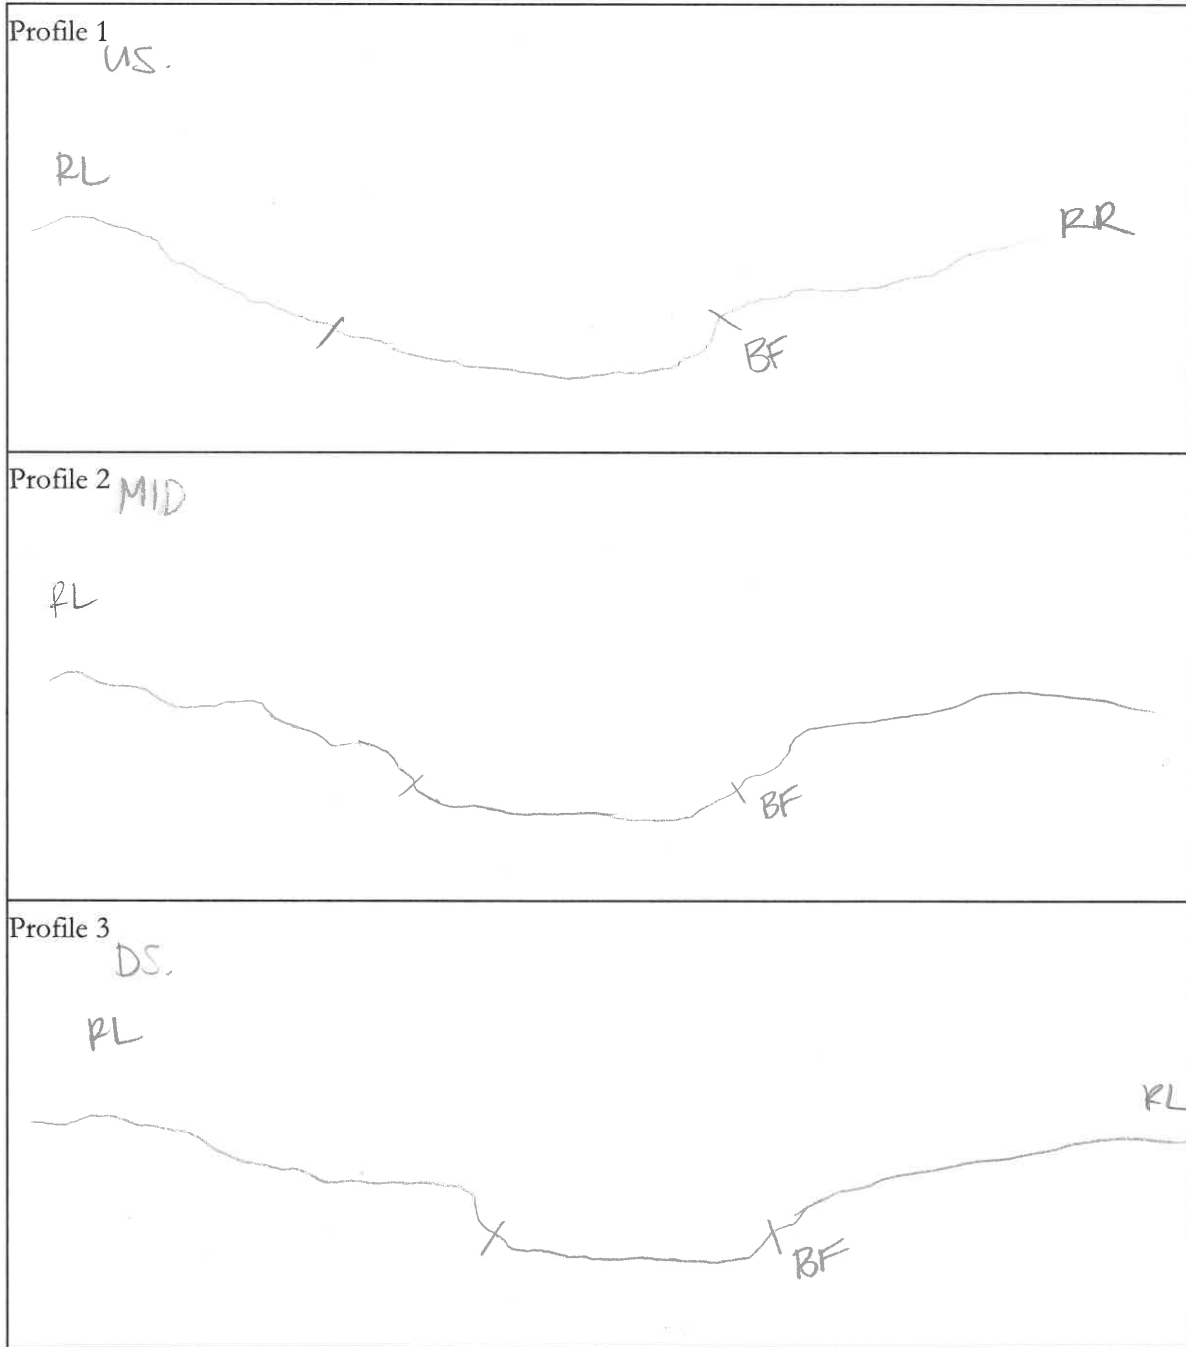 Profile 1
US.
RL
RR
BF
Profile 2 MID
RL
BF
Profile 3
DS.
RL
RL
BF